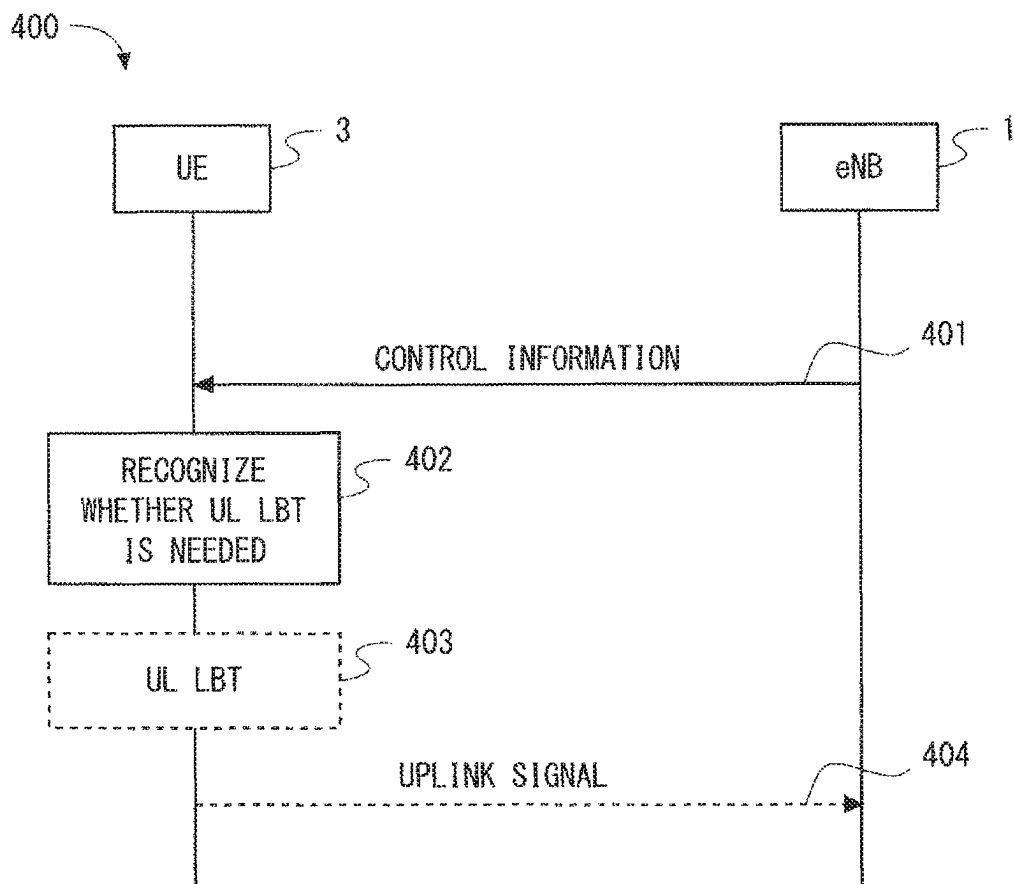 400
UE
3
eNB
1
CONTROL INFORMATION
401
RECOGNIZE
WHETHER UL LBT
IS NEEDED
402
UL LBT
403
UPLINK SIGNAL
404